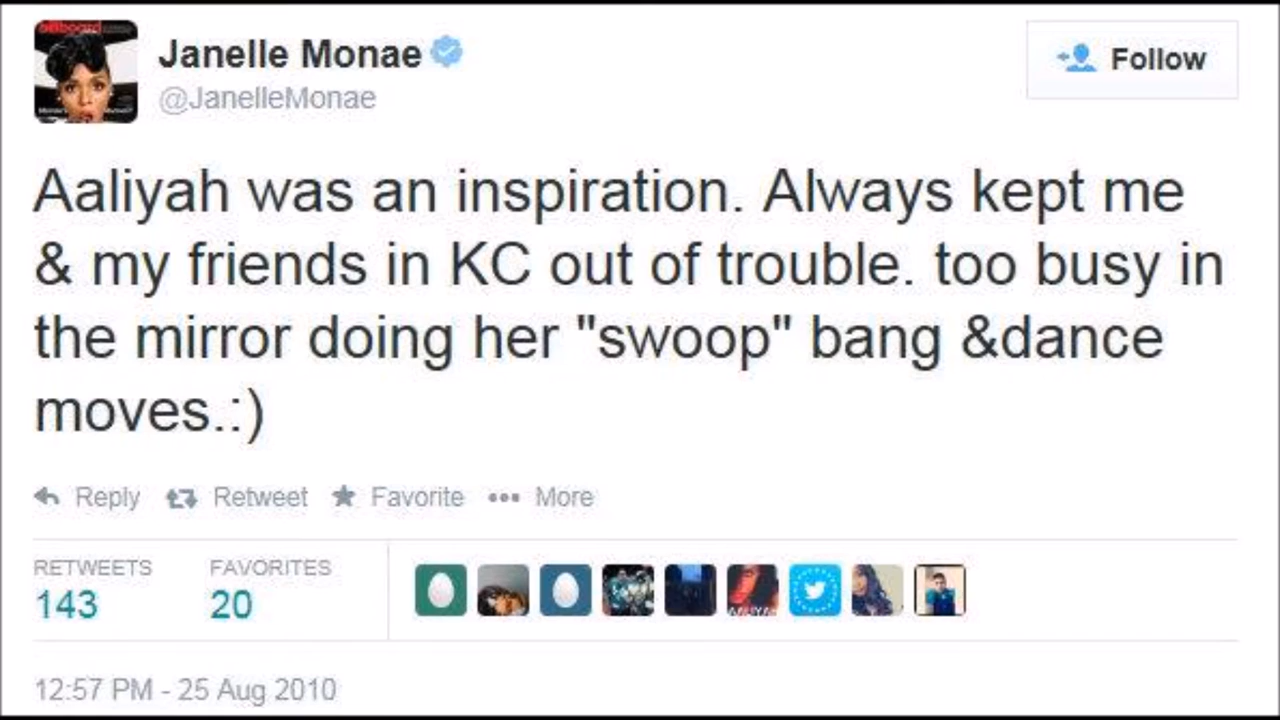 Janelle Monae
@JanelleMonae
Follow
Aaliyah was an inspiration. Always kept me
& my friends in KC out of trouble. too busy in
the mirror doing her "swoop" bang &dance
moves.:)
Reply Retweet Favorite More
RETWEETS FAVORITES
143 20
12:57 PM - 25 Aug 2010